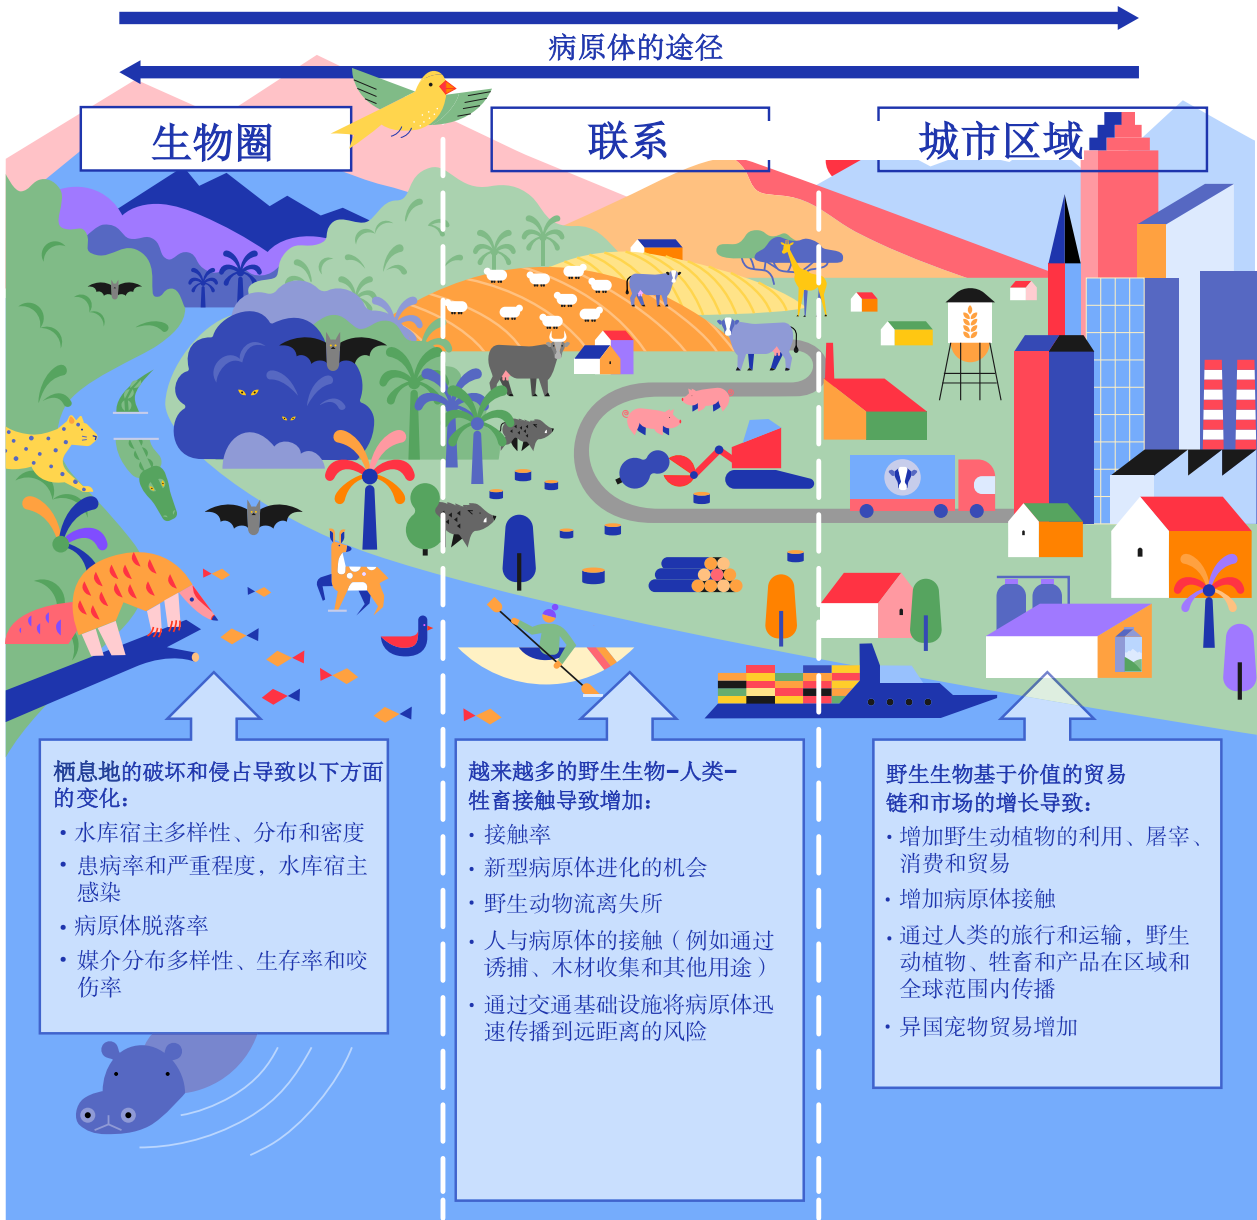 病原体的途径
生物圈
联系
城市区域
栖息地的破坏和侵占导致以下方面
的变化：
• 水库宿主多样性、分布和密度
• 患病率和严重程度，水库宿主
感染
• 病原体脱落率
• 媒介分布多样性、生存率和咬
伤率
越来越多的野生生物-人类-
牲畜接触导致增加：
• 接触率
• 新型病原体进化的机会
• 野生动物流离失所
• 人与病原体的接触（例如通过
诱捕、木材收集和其他用途）
• 通过交通基础设施将病原体迅
速传播到远距离的风险
野生生物基于价值的贸易
链和市场的增长导致：
• 增加野生动植物的利用、屠宰、
消费和贸易
• 增加病原体接触
• 通过人类的旅行和运输，野生
动植物、牲畜和产品在区域和
全球范围内传播
• 异国宠物贸易增加